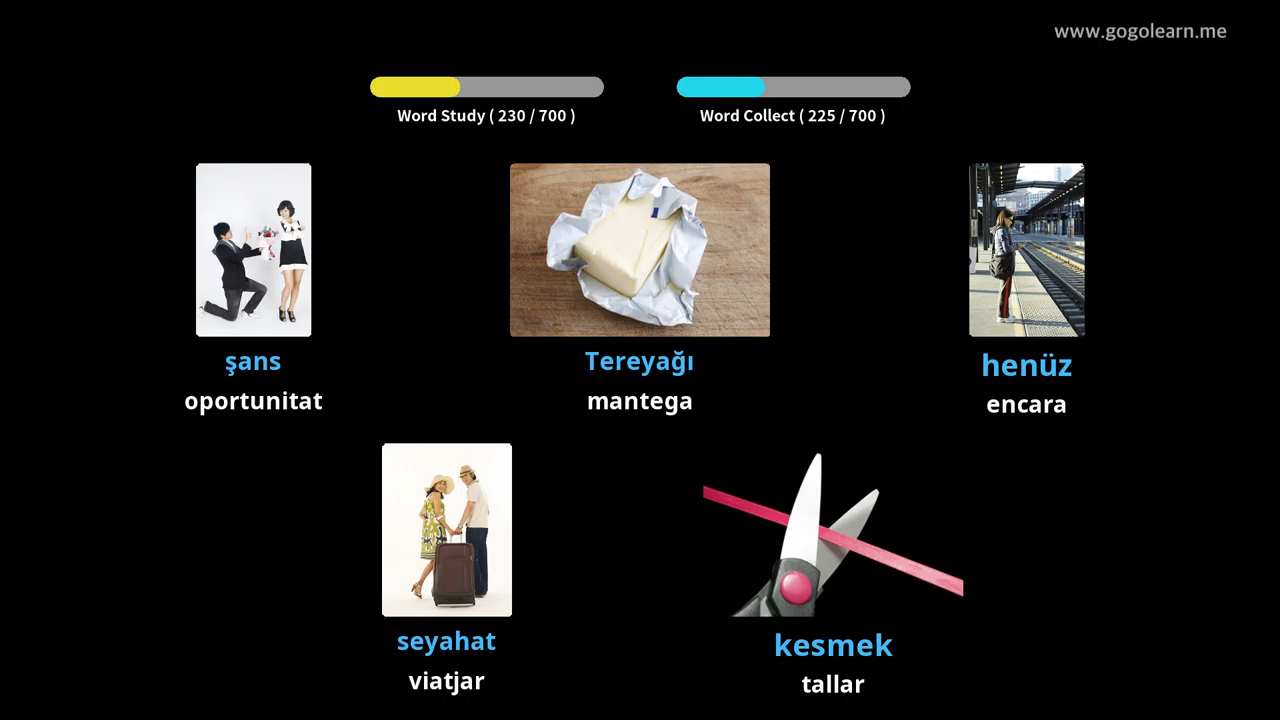 www.gogolearn.me
Word Study ( 230 / 700 )
Word Collect ( 225 / 700 )
şans
oportunitat
Tereyağı
mantega
henüz
encara
seyahat
viatjar
kesmek
tallar